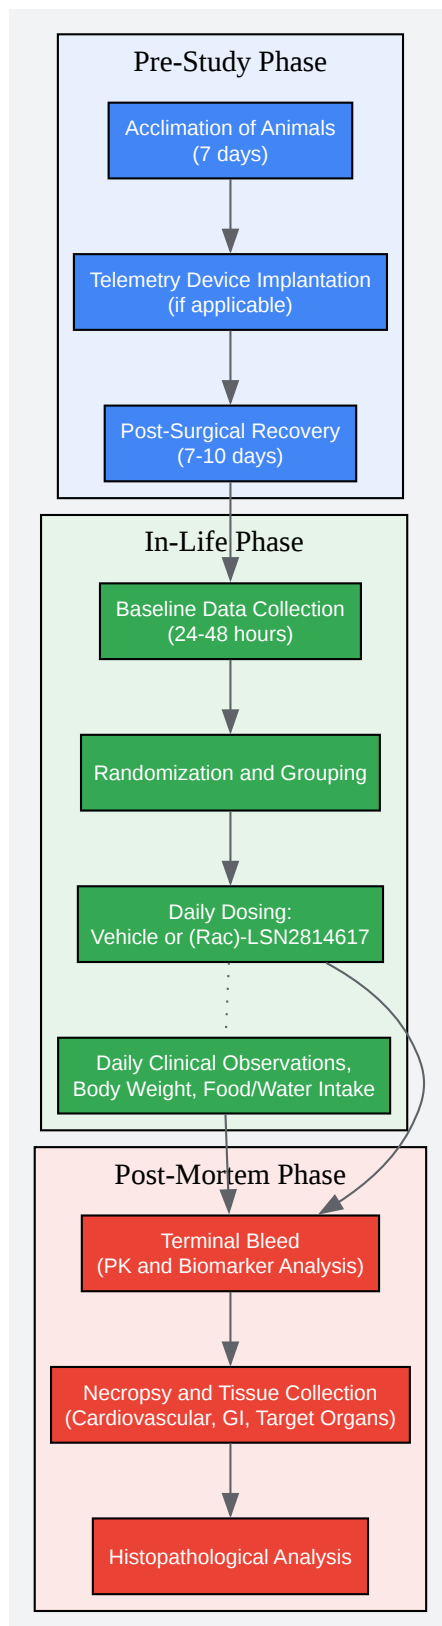 Pre-Study Phase
Acclimation of Animals
(7 days)
Telemetry Device Implantation
(if applicable)
Post-Surgical Recovery
(7-10 days)
In-Life Phase
Baseline Data Collection
(24-48 hours)
Randomization and Grouping
Daily Dosing:
Vehicle or (Rac)-LSN2814617
Daily Clinical Observations,
Body Weight, Food/Water Intake
Post-Mortem Phase
Terminal Bleed
(PK and Biomarker Analysis)
Necropsy and Tissue Collection
(Cardiovascular, GI, Target Organs)
Histopathological Analysis